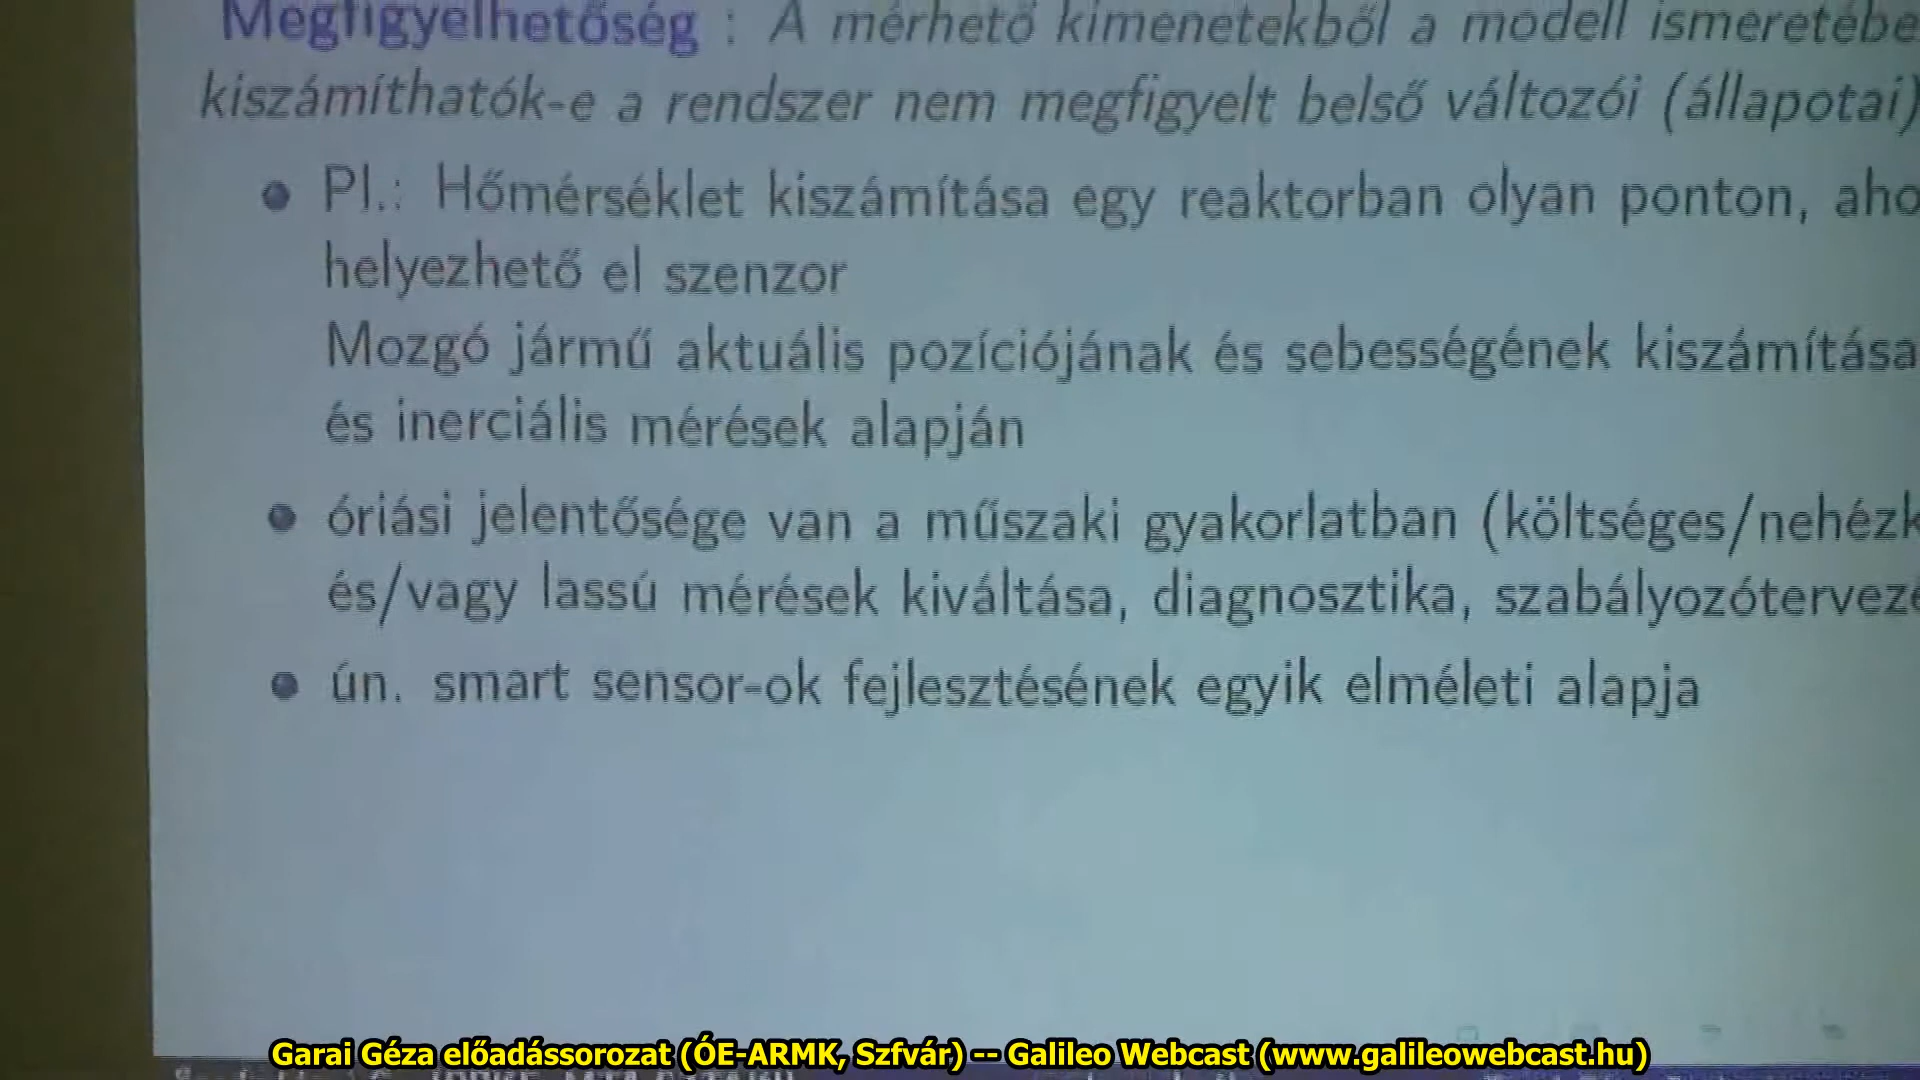 Megfigyelhetőség : A mérhető kimenetekből a modell ismeretébe
kiszámíthatók-e a rendszer nem megfigyelt belső változói (állapotai)
Pl.: Hőmérséklet kiszámítása egy reaktorban olyan ponton, aho
helyezhető el szenzor
Mozgó jármű aktuális pozíciójának és sebességének kiszámítása
és inerciális mérések alapján
óriási jelentősége van a műszaki gyakorlatban (költséges/nehézk
és/vagy lassú mérések kiváltása, diagnosztika, szabályozótervezé
ún. smart sensor-ok fejlesztésének egyik elméleti alapja
Garai Géza előadássorozat (ÓE-ARMK, Szfvár) -- Galileo Webcast (www.galileowebcast.hu)